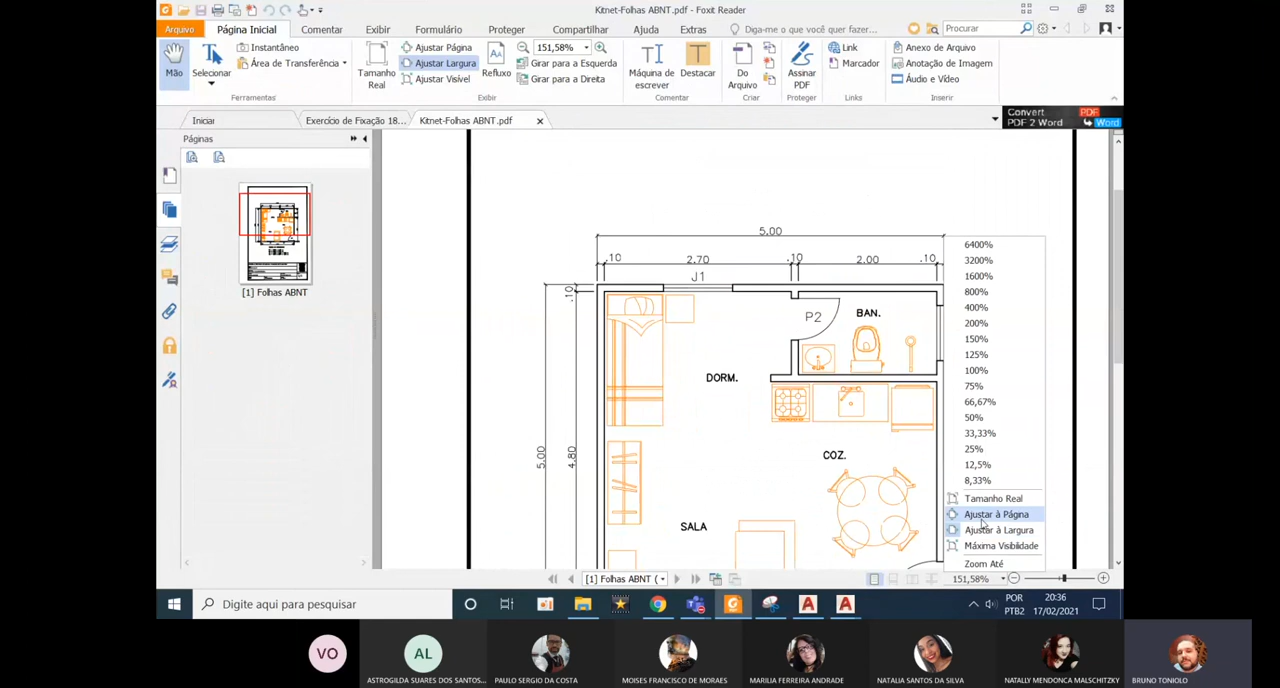 Kitnet-Folhas ABNT.pdf - Foxit Reader
Arquivo Página Inicial Comentar Exibir Formulário Proteger Compartilhar Ajuda Extras Diga-me o que você quer fazer... Procurar
Mão
Selecionar
Instantâneo
Área de Transferência
Ferramentas
Tamanho Real
Ajustar Página
Ajustar Largura
Ajustar Visível
Refluxo
151,58%
Girar para a Esquerda
Girar para a Direita
Exibir
Máquina de escrever
Destacar
Comentar
Do Arquivo
Criar
Assinar PDF
Proteger
Link
Marcador
Links
Anexo de Arquivo
Anotação de Imagem
Áudio e Vídeo
Inserir
Iniciar
Exercício de Fixação 18...
Kitnet-Folhas ABNT.pdf
Convert PDF
PDF 2 Word Word
Páginas
[1] Folhas ABNT
5.00
.10 2.70 .10 2.00 .10
J1
.10
P2
BAN.
DORM.
COZ.
5.00
4.80
SALA
6400%
3200%
1600%
800%
400%
200%
150%
125%
100%
75%
66,67%
50%
33,33%
25%
12,5%
8,33%
Tamanho Real
Ajustar à Página
Ajustar à Largura
Máxima Visibilidade
Zoom Até
[1] Folhas ABNT (
151,58%
Digite aqui para pesquisar
POR
PTB2
20:36
17/02/2021
VO
AL
ASTROGILDA SUARES DOS SANTOS...
PAULO SERGIO DA COSTA
MOISES FRANCISCO DE MORAES
MARILIA FERREIRA ANDRADE
NATALIA SANTOS DA SILVA
NATALLY MENDONCA MALSCHITZKY
BRUNO TONIOLO